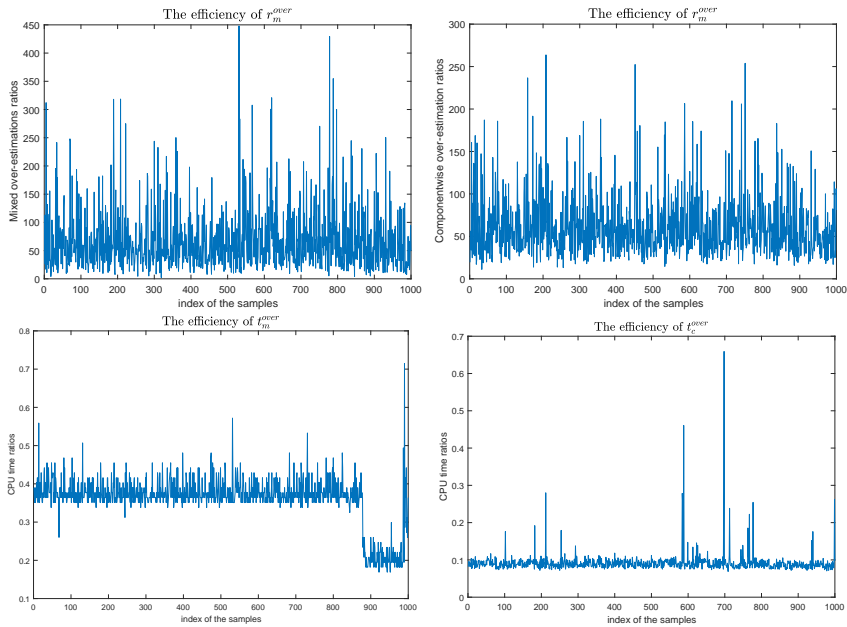 The efficiency of r_m^over
Mixed over-estimations ratios
450
400
350
300
250
200
150
100
50
0
0 100 200 300 400 500 600 700 800 900 1000
index of the samples
The efficiency of r_m^over
Componentwise over-estimation ratios
300
250
200
150
100
50
0
0 100 200 300 400 500 600 700 800 900 1000
index of the samples
The efficiency of t_m^over
CPU time ratios
0.8
0.7
0.6
0.5
0.4
0.3
0.2
0.1
0 100 200 300 400 500 600 700 800 900 1000
index of the samples
The efficiency of t_c^over
CPU time ratios
0.7
0.6
0.5
0.4
0.3
0.2
0.1
0
0 100 200 300 400 500 600 700 800 900 1000
index of the samples